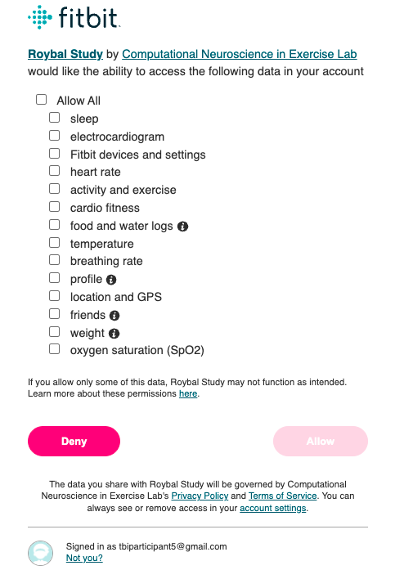 fitbit
Roybal Study by Computational Neuroscience in Exercise Lab
would like the ability to access the following data in your account
Allow All
sleep
electrocardiogram
Fitbit devices and settings
heart rate
activity and exercise
cardio fitness
food and water logs
temperature
breathing rate
profile
location and GPS
friends
weight
oxygen saturation (SpO2)
If you allow only some of this data, Roybal Study may not function as intended.
Learn more about these permissions here.
Deny
Allow
The data you share with Roybal Study will be governed by Computational
Neuroscience in Exercise Lab's Privacy Policy and Terms of Service. You can
always see or remove access in your account settings.
Signed in as tbiparticipant5@gmail.com
Not you?